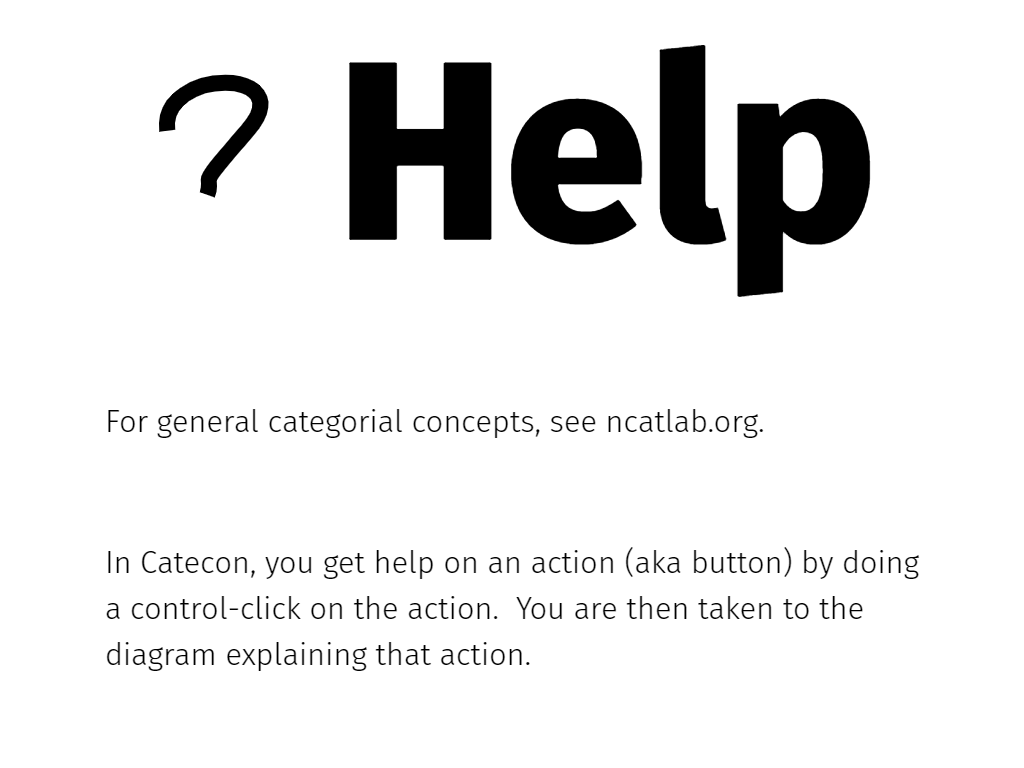 ? Help
For general categorial concepts, see ncatlab.org.
In Catecon, you get help on an action (aka button) by doing
a control-click on the action.  You are then taken to the
diagram explaining that action.